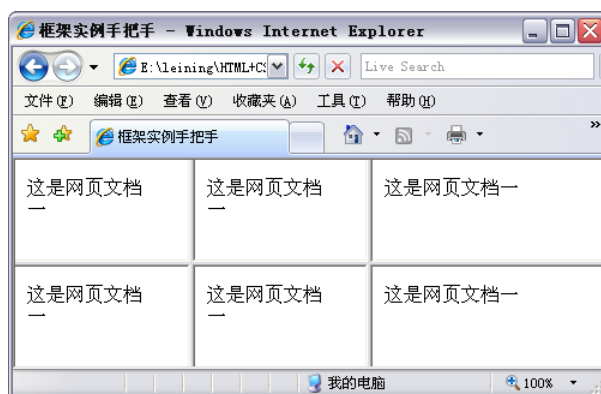 框架实例手把手 - Windows Internet Explorer
E:\leining\HTML+C
Live Search
文件(F) 编辑(E) 查看(V) 收藏夹(A) 工具(T) 帮助(H)
框架实例手把手
»
这是网页文档一
这是网页文档一
这是网页文档一
这是网页文档一
这是网页文档一
这是网页文档一
我的电脑
100%